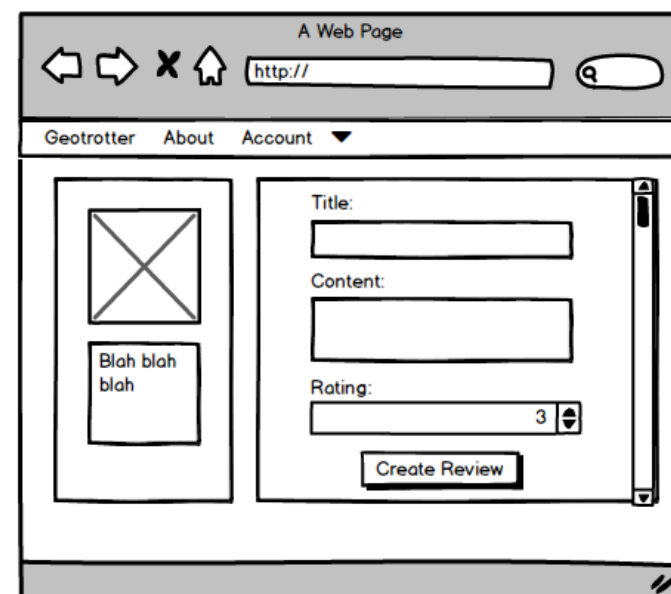 A Web Page
http://
Geotrotter About Account
Blah blah
blah
Title:
Content:
Rating:
3
Create Review